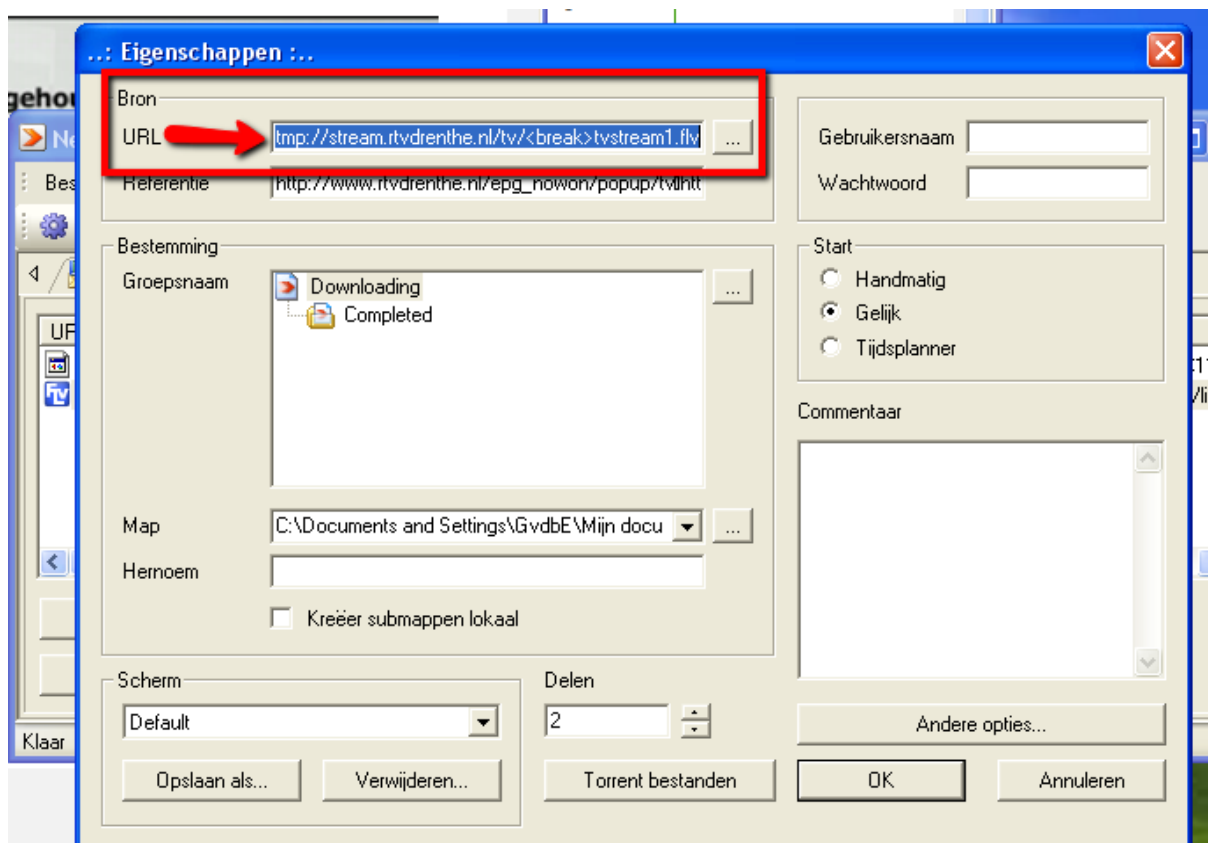 gehou
..: Eigenschappen :..
Ne
Bes
Bron
URL
tmp://stream.rtvdrenthe.nl/tv/<break>tvstream1.flv
...
Referentie
http://www.rtvdrenthe.nl/epg_nowon/popup/tv
Gebruikersnaam
Wachtwoord
Bestemming
Groepsnaam
Downloading
Completed
...
Start
Handmatig
Gelijk
Tijdsplanner
Commentaar
Map
C:\Documents and Settings\GvdbE\Mijn docu
...
Hernoem
Kreëer submappen lokaal
Scherm
Default
Opslaan als...
Verwijderen...
Delen
2
Torrent bestanden
Andere opties...
OK
Annuleren
Klaar